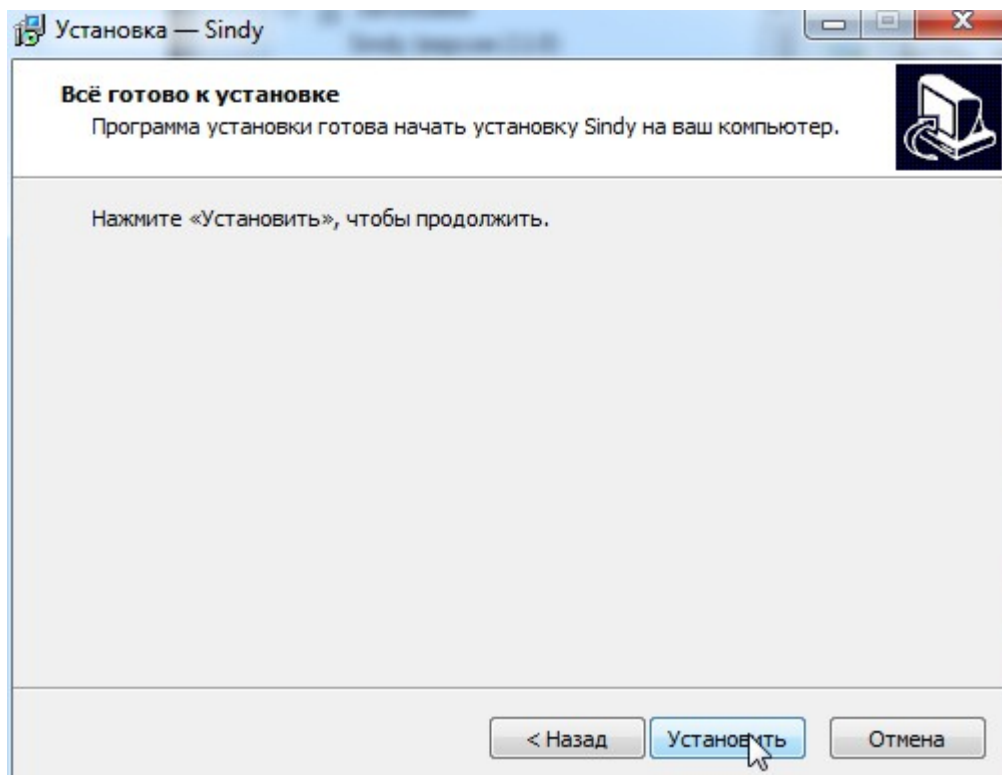 Установка — Sindy
Всё готово к установке
Программа установки готова начать установку Sindy на ваш компьютер.
Нажмите «Установить», чтобы продолжить.
< Назад
Установить
Отмена